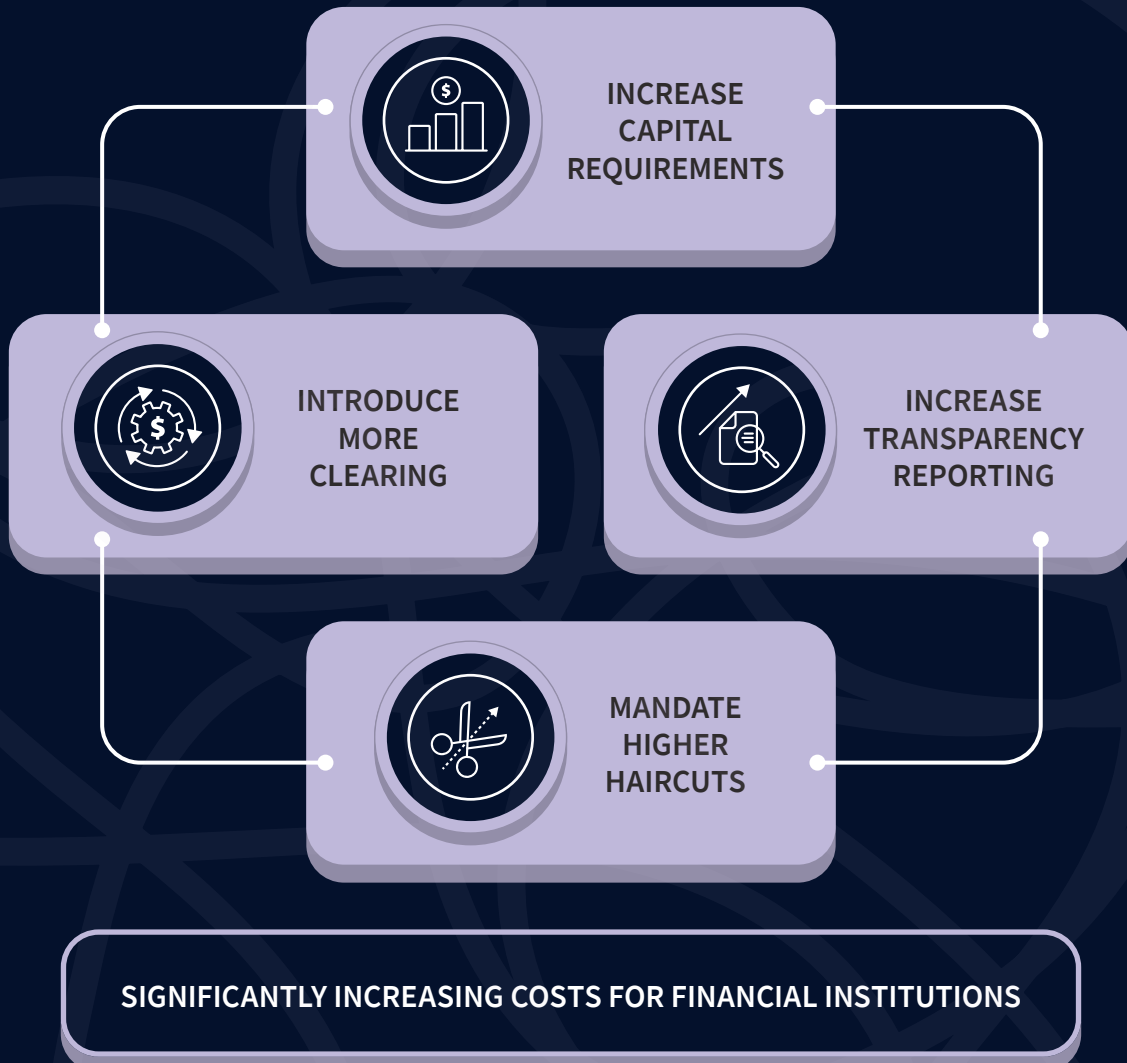 $
INCREASE
CAPITAL
REQUIREMENTS
$
INTRODUCE
MORE
CLEARING
INCREASE
TRANSPARENCY
REPORTING
MANDATE
HIGHER
HAIRCUTS
SIGNIFICANTLY INCREASING COSTS FOR FINANCIAL INSTITUTIONS